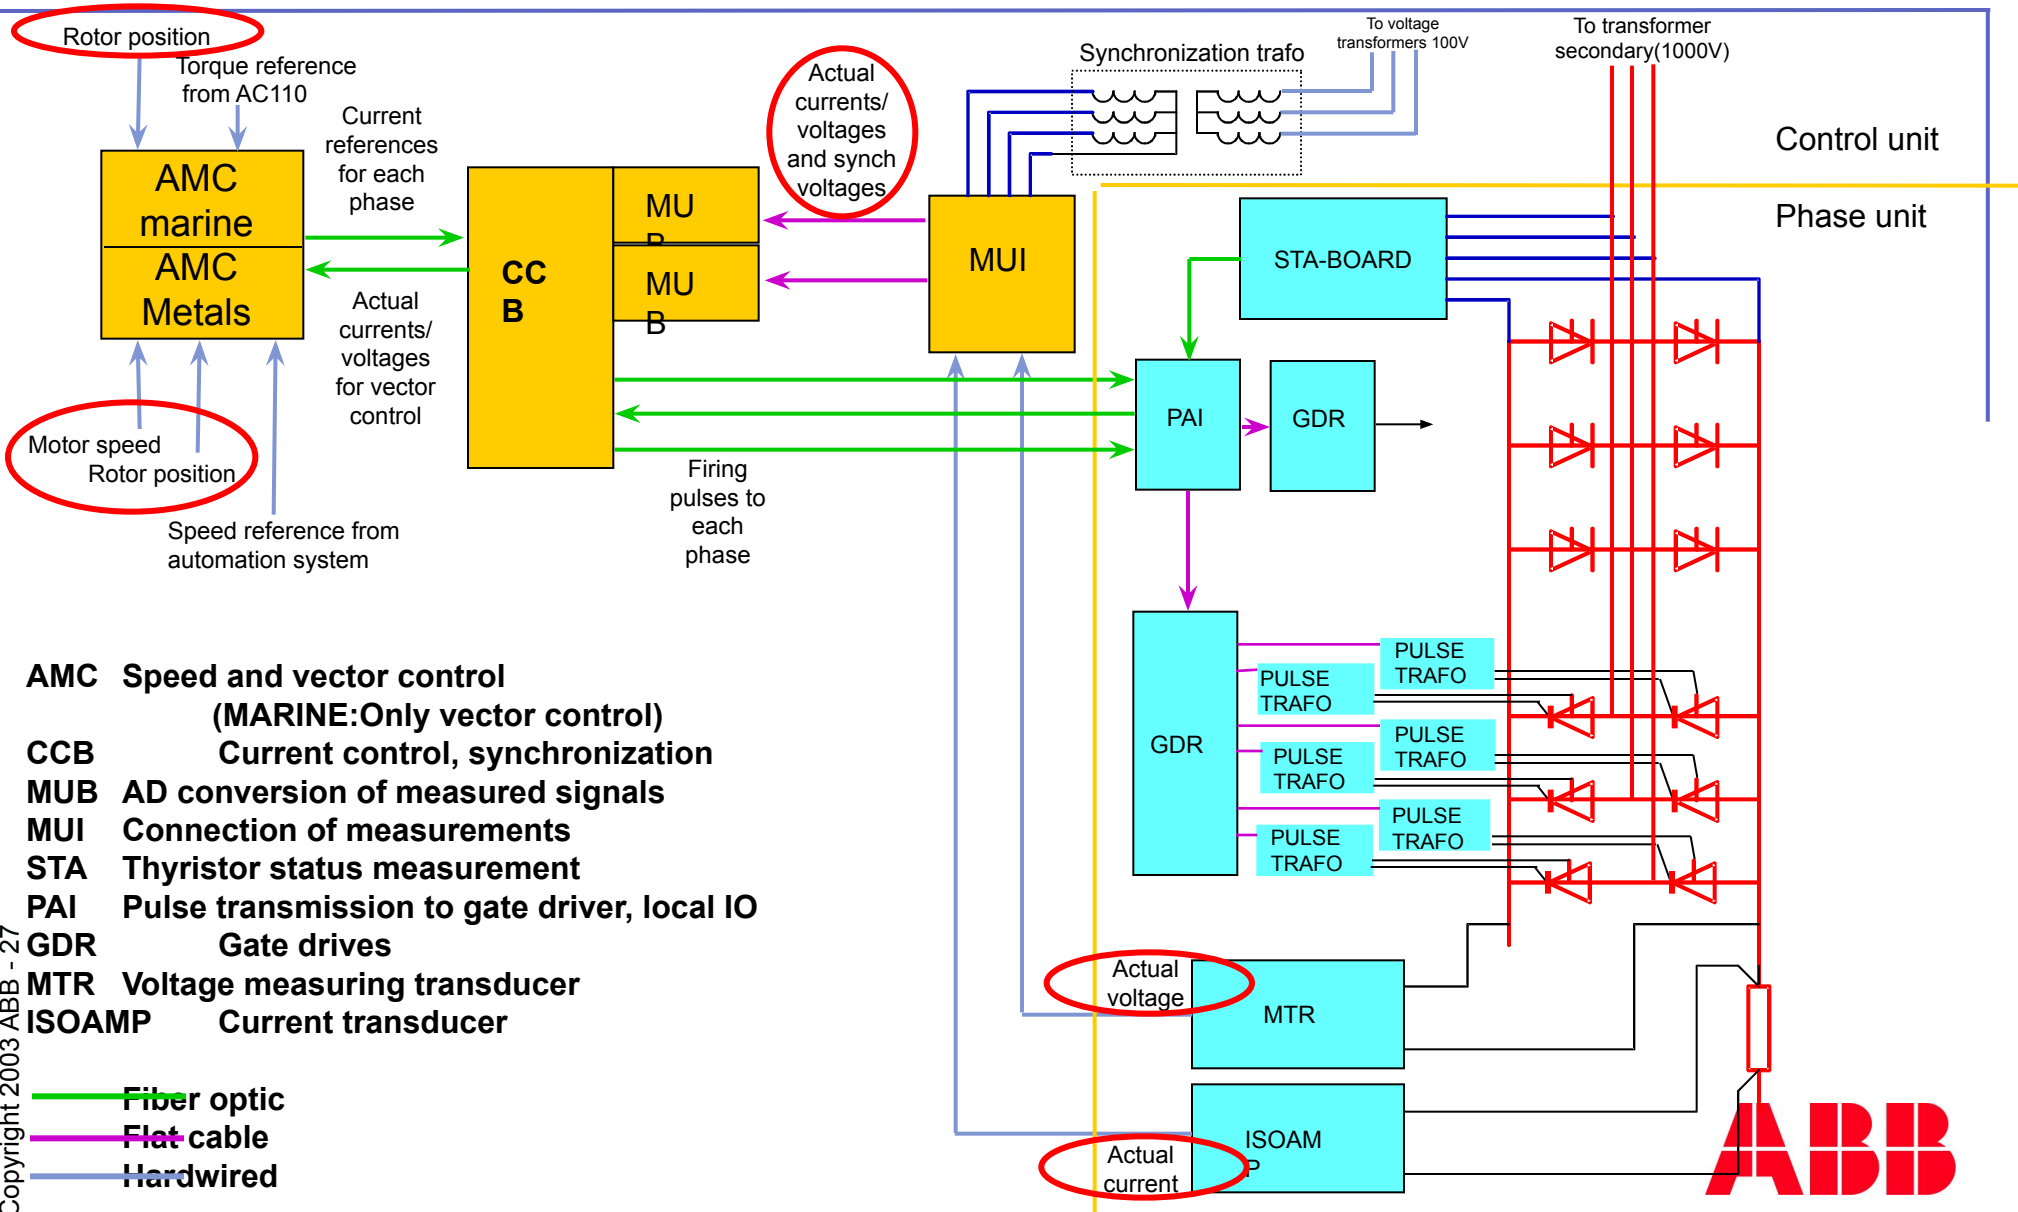 Rotor position
Torque reference
from AC110
Current
references
for each
phase
AMC
marine
AMC
Metals
Actual
currents/
voltages
for vector
control
Motor speed
Rotor position
Speed reference from
automation system
CC
B
MU
B
MU
B
Actual
currents/
voltages
and synch
voltages
MUI
Synchronization trafo
To voltage
transformers 100V
To transformer
secondary(1000V)
Control unit
Phase unit
STA-BOARD
PAI
GDR
Firing
pulses to
each
phase
GDR
PULSE
TRAFO
PULSE
TRAFO
PULSE
TRAFO
PULSE
TRAFO
PULSE
TRAFO
PULSE
TRAFO
Actual
voltage
MTR
Actual
current
ISOAM
P
AMC Speed and vector control
(MARINE:Only vector control)
CCB Current control, synchronization
MUB AD conversion of measured signals
MUI Connection of measurements
STA Thyristor status measurement
PAI Pulse transmission to gate driver, local IO
GDR Gate drives
MTR Voltage measuring transducer
ISOAMP Current transducer
Fiber optic
Flat cable
Hardwired
Copyright 2003 ABB - 27
ABB